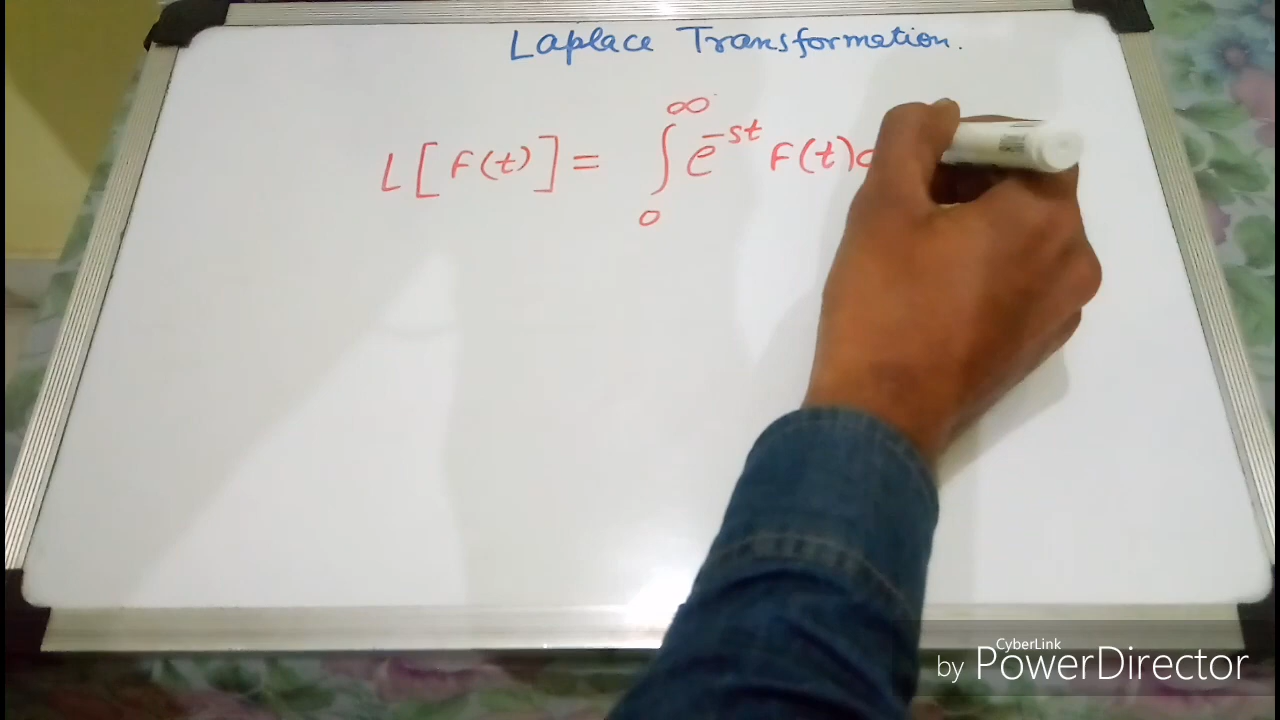 Laplace Transformation.
L[F(t)] = ∫₀^∞ e^-st F(t)
CyberLink
by PowerDirector